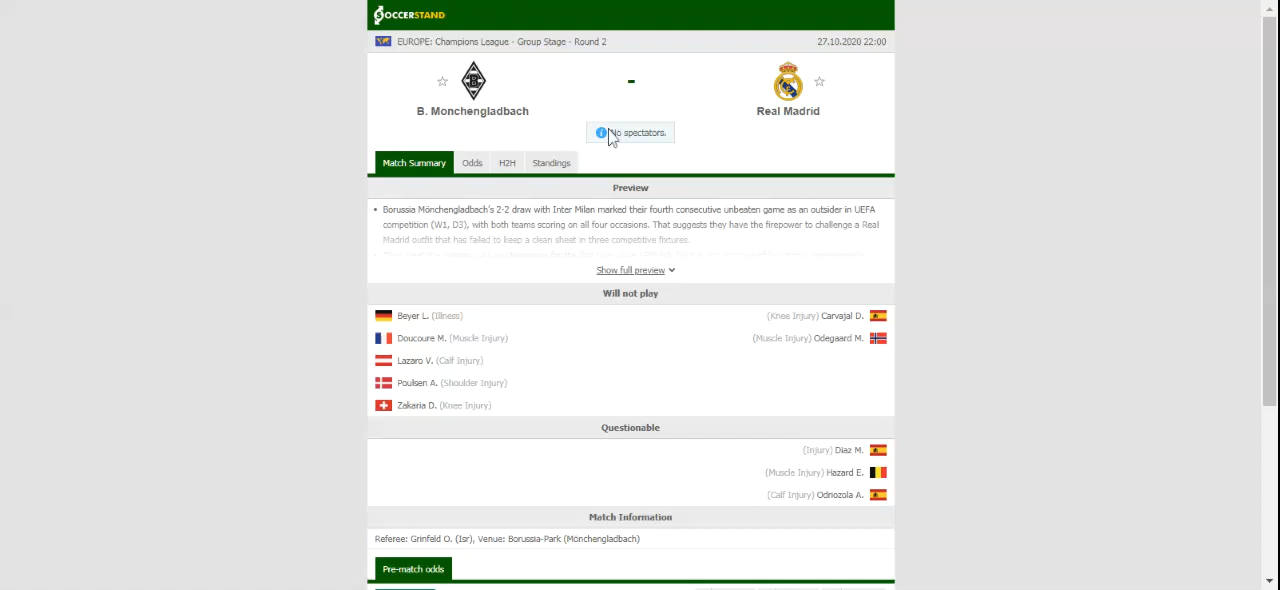 SOCCERSTAND
EUROPE: Champions League - Group Stage - Round 2
27.10.2020 22:00
-
B. Monchengladbach
Real Madrid
No spectators.
Match Summary
Odds
H2H
Standings
Preview
• Borussia Mönchengladbach's 2-2 draw with Inter Milan marked their fourth consecutive unbeaten game as an outsider in UEFA
competition (W1, D3), with both teams scoring on all four occasions. That suggests they have the firepower to challenge a Real
Madrid outfit that has failed to keep a clean sheet in three competitive fixtures.
Show full preview
Will not play
Beyer L. (Illness)
(Knee Injury) Carvajal D.
Doucoure M. (Muscle Injury)
(Muscle Injury) Odegaard M.
Lazaro V. (Calf Injury)
Poulsen A. (Shoulder Injury)
Zakaria D. (Knee Injury)
Questionable
(Injury) Diaz M.
(Muscle Injury) Hazard E.
(Calf Injury) Odriozola A.
Match Information
Referee: Grinfeld O. (Isr), Venue: Borussia-Park (Mönchengladbach)
Pre-match odds